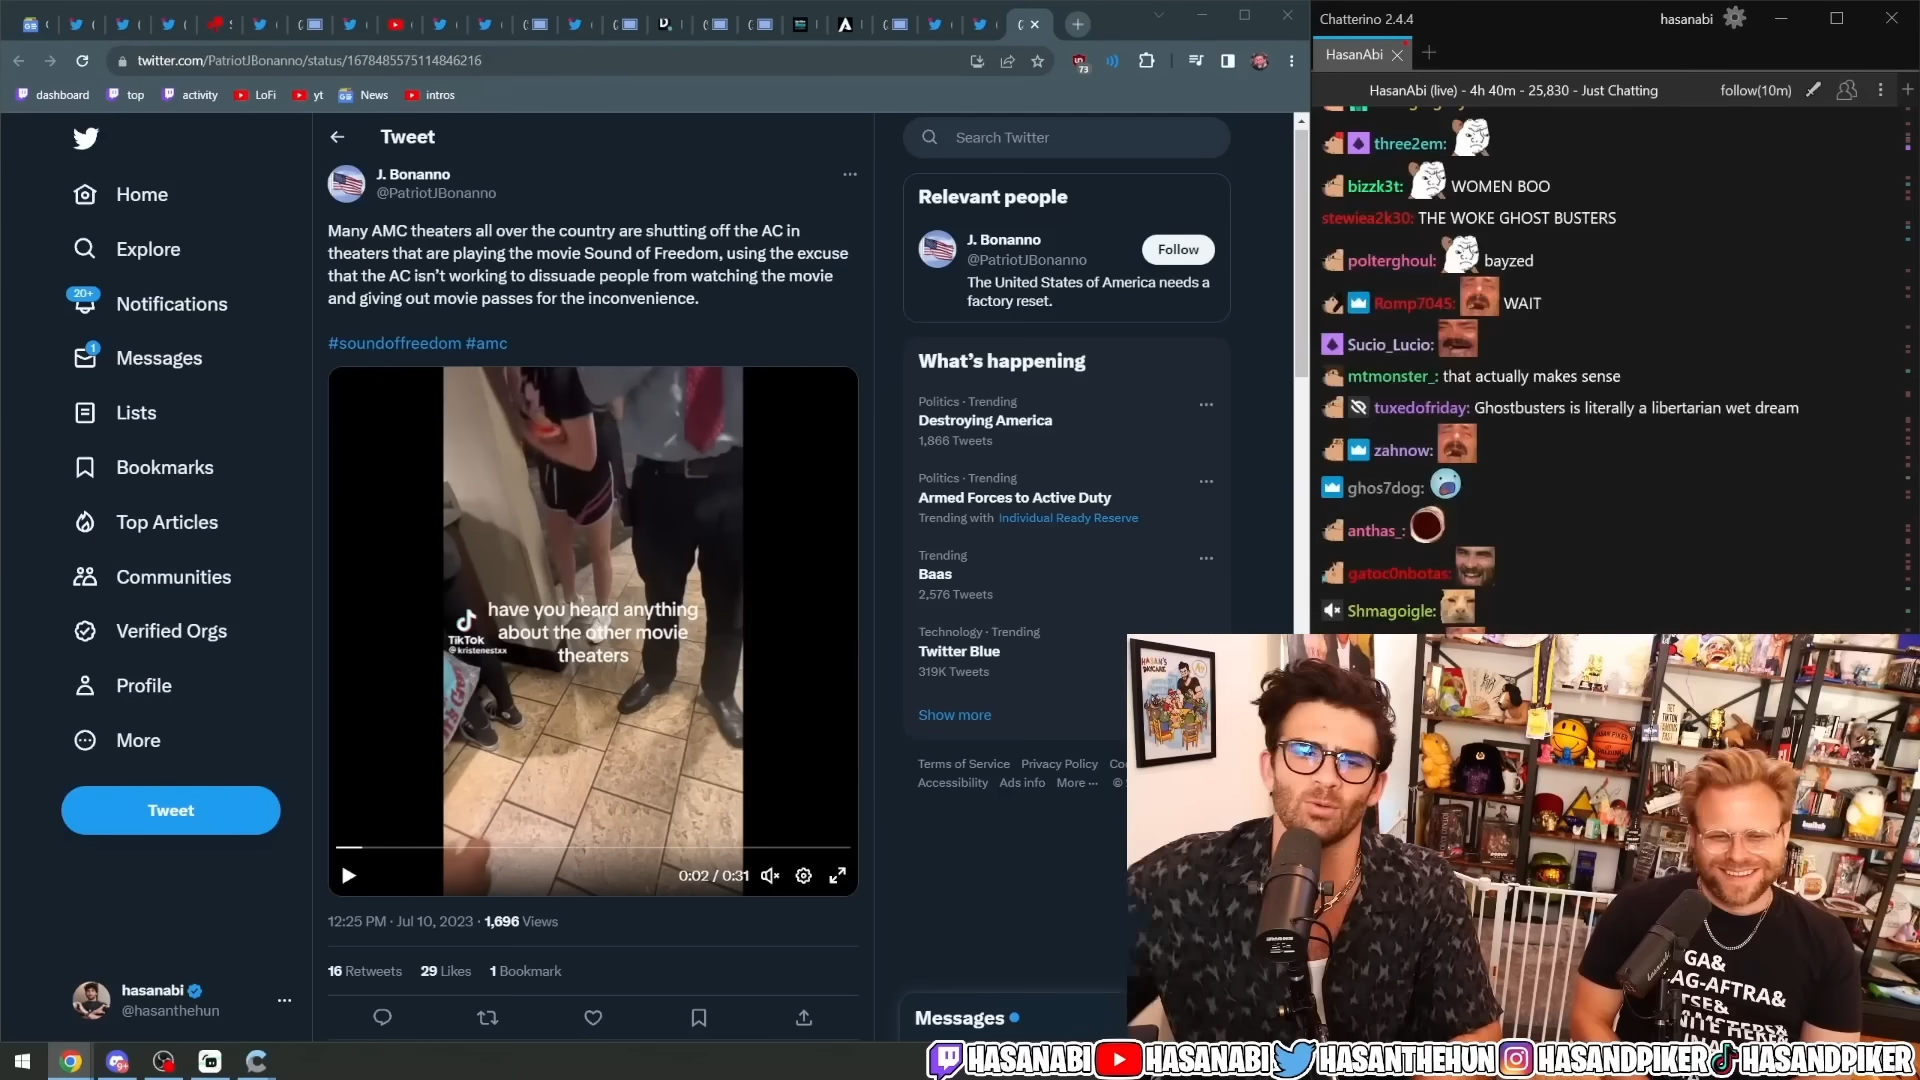 twitter.com/PatriotJBonanno/status/1678485575114846216
73
dashboard
top
activity
LoFi
yt
News
intros
Home
Explore
20+
Notifications
1
Messages
Lists
Bookmarks
Top Articles
Communities
Verified Orgs
Profile
More
Tweet
hasanabi
@hasanthehun
Tweet
J. Bonanno
@PatriotJBonanno
Many AMC theaters all over the country are shutting off the AC in
theaters that are playing the movie Sound of Freedom, using the excuse
that the AC isn't working to dissuade people from watching the movie
and giving out movie passes for the inconvenience.
#soundoffreedom #amc
have you heard anything
about the other movie
theaters
TikTok
@kristenestxx
0:02 / 0:31
12:25 PM · Jul 10, 2023 · 1,696 Views
16 Retweets 29 Likes 1 Bookmark
Search Twitter
Relevant people
J. Bonanno
@PatriotJBonanno
Follow
The United States of America needs a
factory reset.
What's happening
Politics · Trending
Destroying America
1,866 Tweets
Politics · Trending
Armed Forces to Active Duty
Trending with Individual Ready Reserve
Trending
Baas
2,576 Tweets
Technology · Trending
Twitter Blue
319K Tweets
Show more
Terms of Service Privacy Policy
Accessibility Ads info More ··· ©
Messages
Chatterino 2.4.4
hasanabi
HasanAbi
HasanAbi (live) - 4h 40m - 25,830 - Just Chatting
follow(10m)
three2em:
bizzk3t: WOMEN BOO
stewiea2k30: THE WOKE GHOST BUSTERS
polterghoul: bayzed
Romp7045: WAIT
Sucio_Lucio:
mtmonster_: that actually makes sense
tuxedofriday: Ghostbusters is literally a libertarian wet dream
zahnow:
ghos7dog:
anthas_:
gatoc0nbotas:
Shmagoigle:
HASAN'S
DAYCARE
GA&
AG-AFTRA&
TSE&
HASANABI HASANABI HASANTHEHUN HASANDPIKER HASANDPIKER